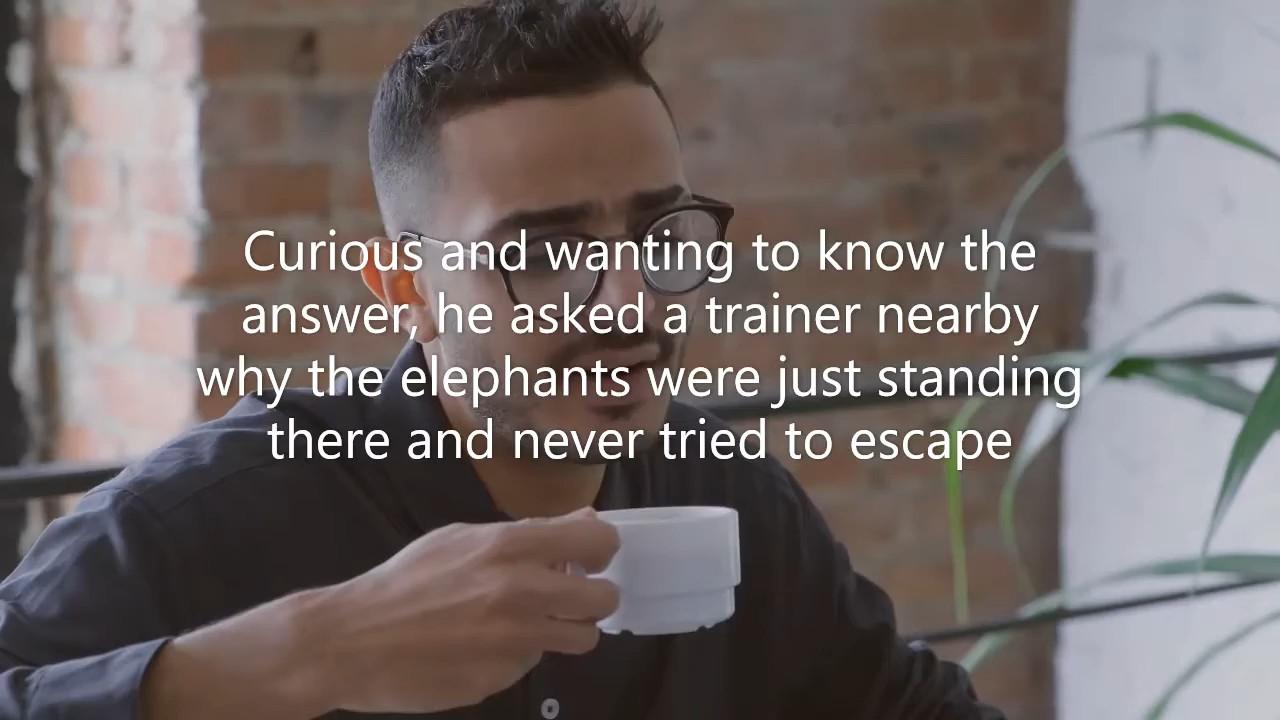 Curious and wanting to know the
answer, he asked a trainer nearby
why the elephants were just standing
there and never tried to escape